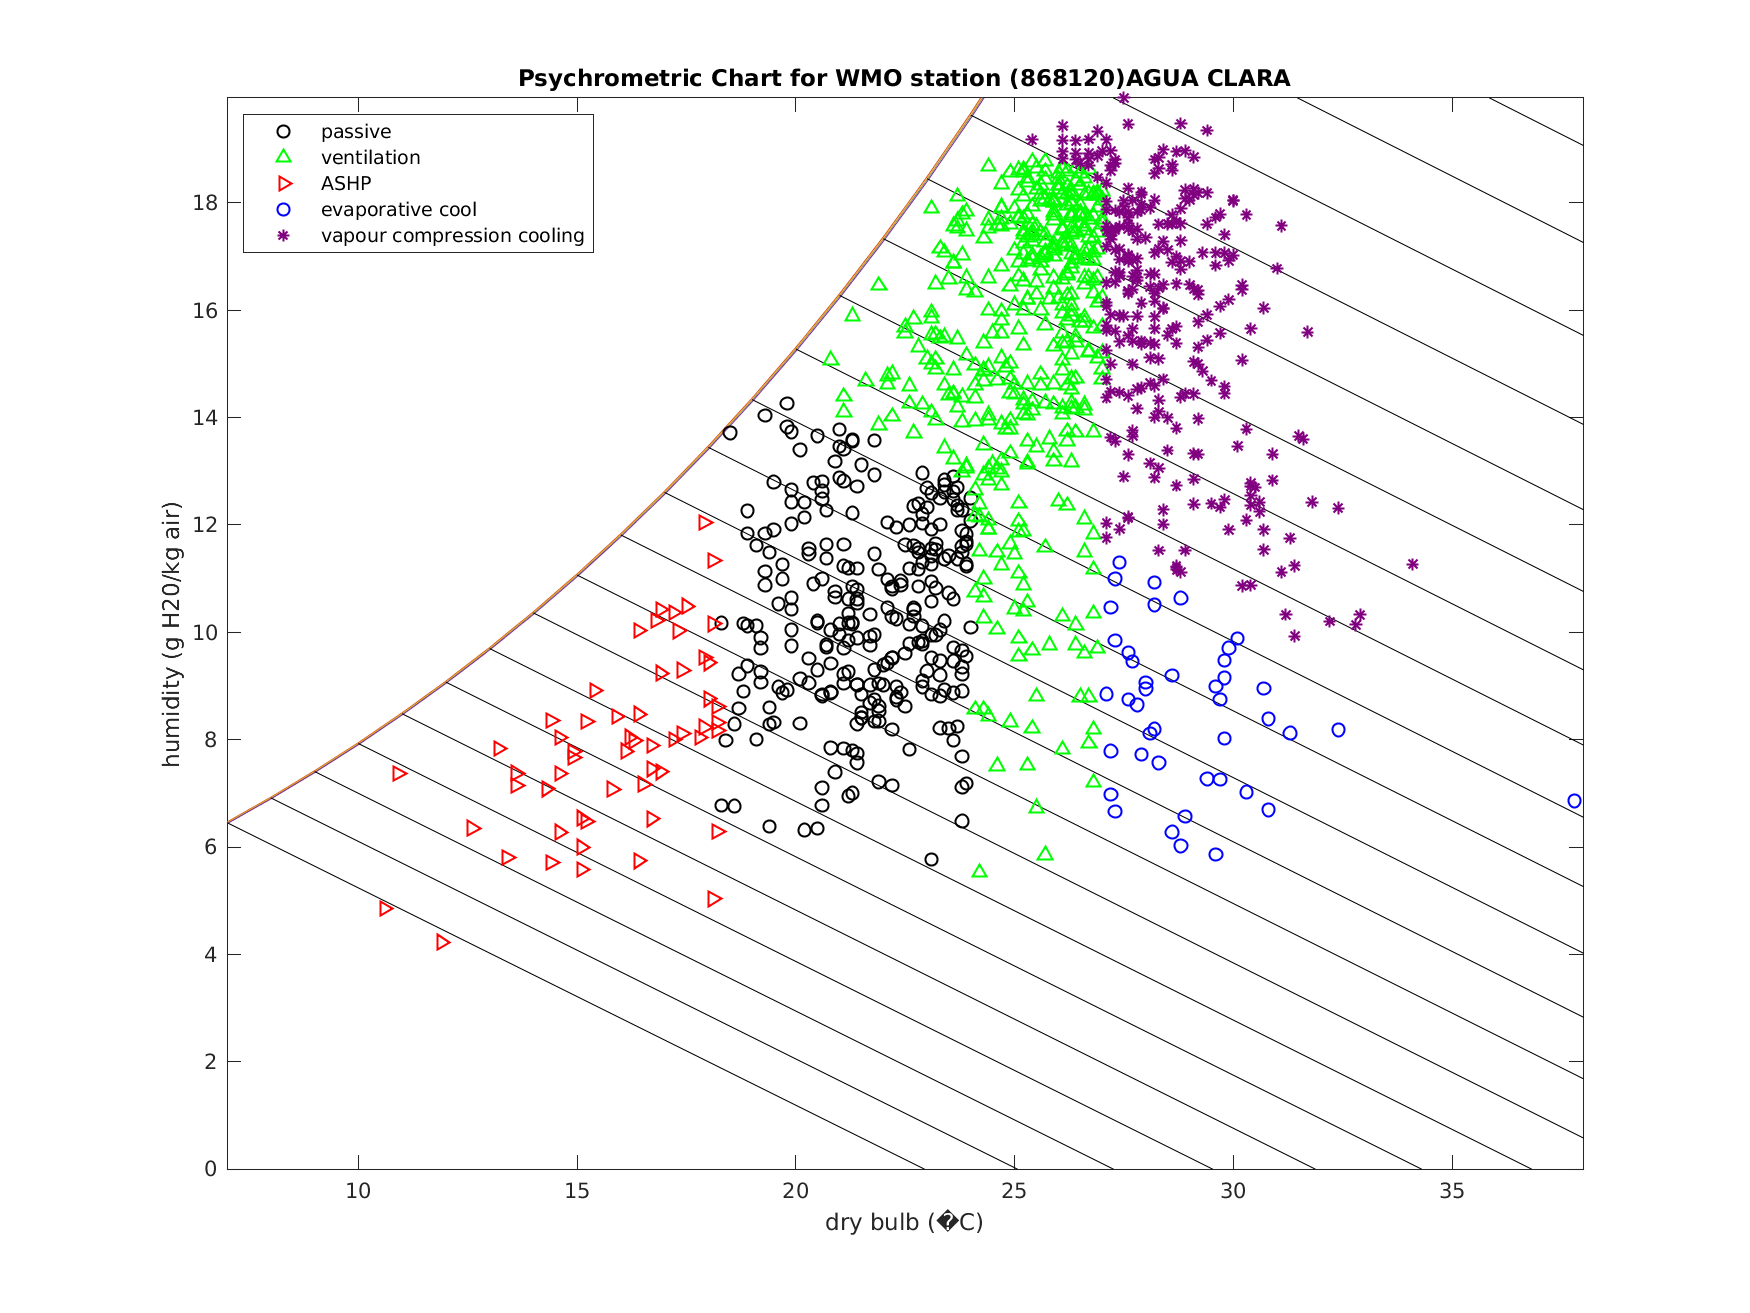 Psychrometric Chart for WMO station (868120)AGUA CLARA
passive
ventilation
ASHP
evaporative cool
vapour compression cooling
humidity (g H20/kg air)
18
16
14
12
10
8
6
4
2
0
10 15 20 25 30 35
dry bulb (�C)